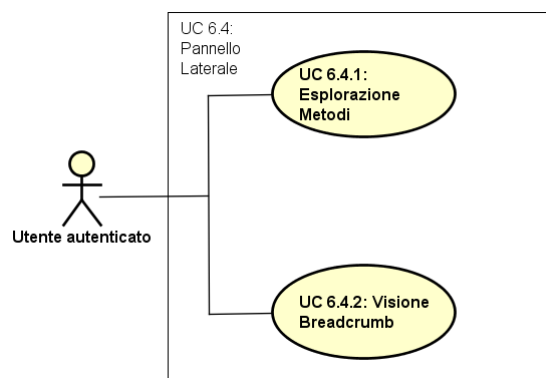 UC 6.4:
Pannello
Laterale
UC 6.4.1:
Esplorazione
Metodi
Utente autenticato
UC 6.4.2: Visione
Breadcrumb